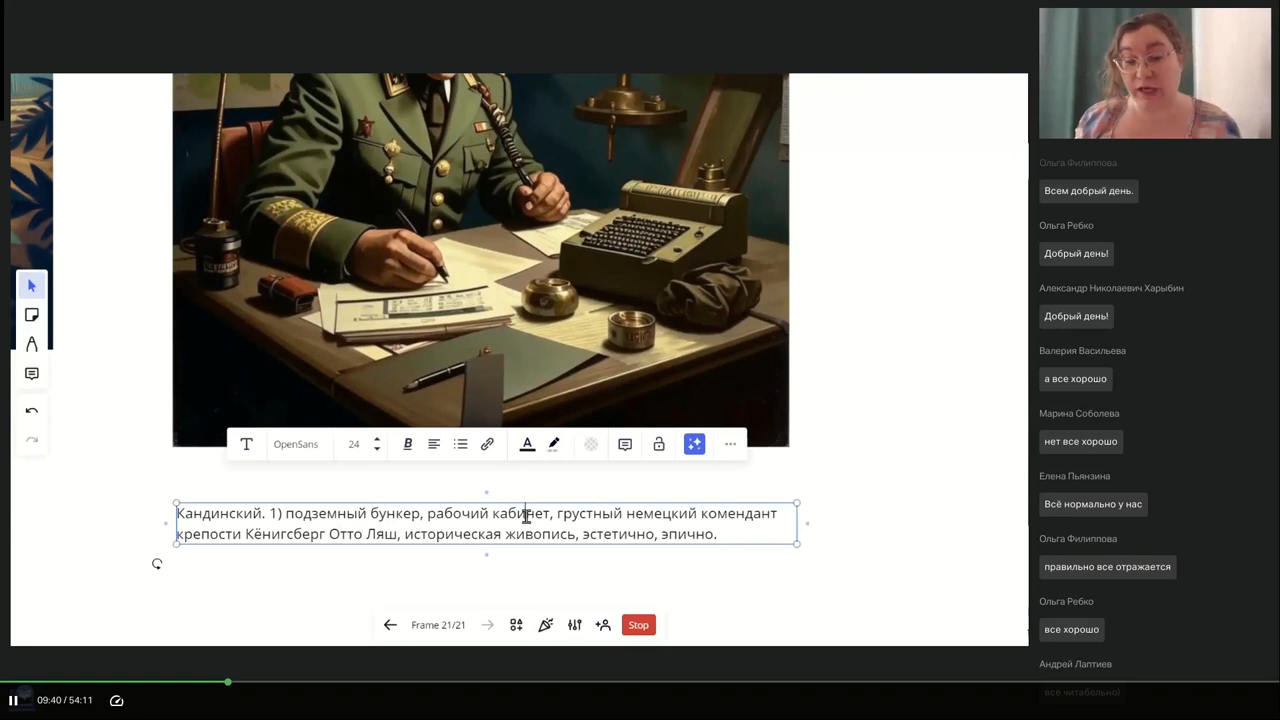 OpenSans
24
Кандинский. 1) подземный бункер, рабочий кабинет, грустный немецкий комендант
крепости Кёнигсберг Отто Ляш, историческая живопись, эстетично, эпично.
Frame 21/21
Stop
09:40 / 54:11
Ольга Филиппова
Всем добрый день.
Ольга Ребко
Добрый день!
Александр Николаевич Харыбин
Добрый день!
Валерия Васильева
а все хорошо
Марина Соболева
нет все хорошо
Елена Пьянзина
Всё нормально у нас
Ольга Филиппова
правильно все отражается
Ольга Ребко
все хорошо
Андрей Лаптиев
все читабельно)